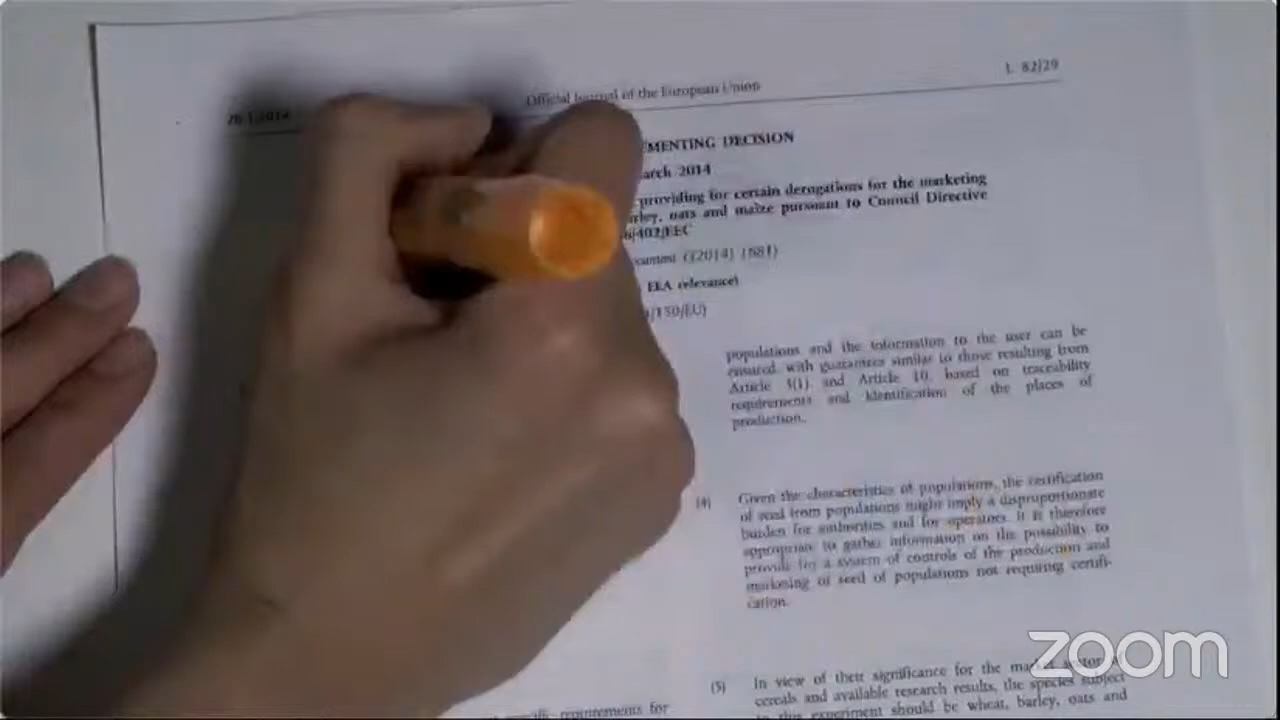 L 82/29
Official Journal of the European Union
MENTING DECISION
arch 2014
providing for certain derogations for the marketing
rley, oats and maize pursuant to Council Directive
6/402/EEC
C(2014) 1681)
EEA relevance)
/150/EU)
populations and the information to the user can be
ensured with guarantees similar to those resulting from
Article 3(1) and Article 10, based on traceability
requirements and identification of the places of
production.
(4) Given the characteristics of populations, the certification
of seed from populations might imply a disproportionate
burden for authorities and for operators. It is therefore
appropriate to gather information on the possibility to
provide for a system of controls of the production and
marketing of seed of populations not requiring certifi-
cation.
(5) In view of their significance for the market sector
cereals and available research results, the species subject
to this experiment should be wheat, barley, oats and
requirements for
zoom